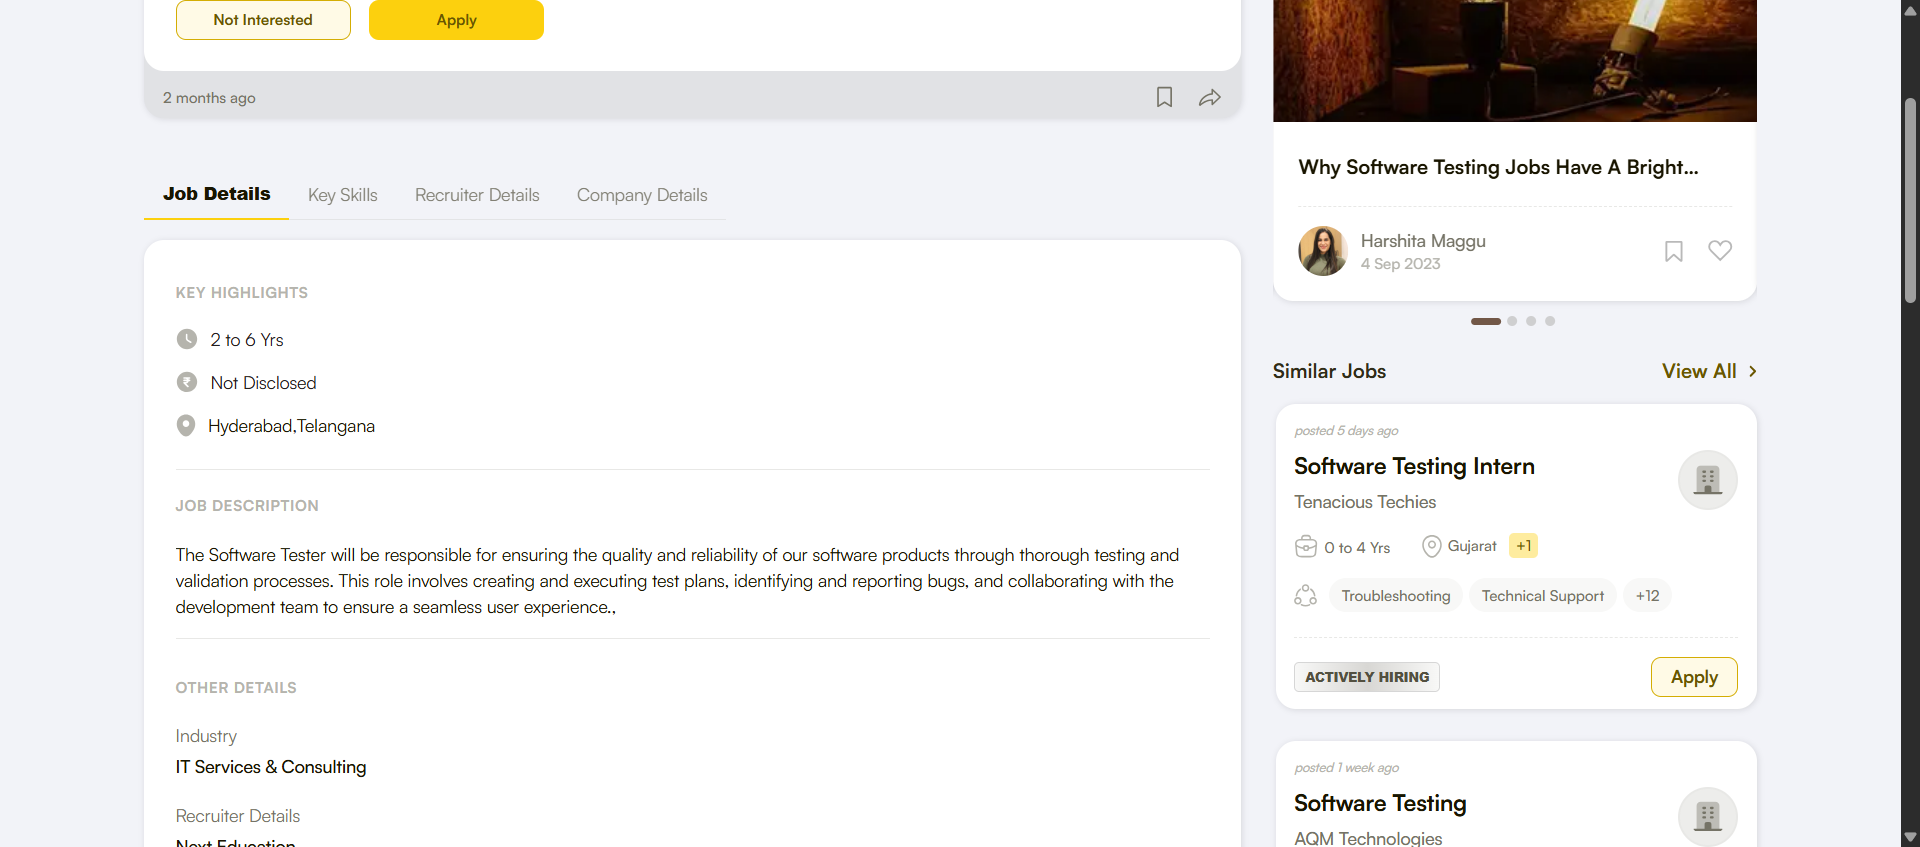 Not Interested
Apply
2 months ago
Job Details
Key Skills
Recruiter Details
Company Details
KEY HIGHLIGHTS
2 to 6 Yrs
Not Disclosed
Hyderabad,Telangana
JOB DESCRIPTION
The Software Tester will be responsible for ensuring the quality and reliability of our software products through thorough testing and
validation processes. This role involves creating and executing test plans, identifying and reporting bugs, and collaborating with the
development team to ensure a seamless user experience.,
OTHER DETAILS
Industry
IT Services & Consulting
Recruiter Details
Next Education
Why Software Testing Jobs Have A Bright...
Harshita Maggu
4 Sep 2023
Similar Jobs
View All
posted 5 days ago
Software Testing Intern
Tenacious Techies
0 to 4 Yrs
Gujarat
+1
Troubleshooting
Technical Support
+12
ACTIVELY HIRING
Apply
posted 1 week ago
Software Testing
AQM Technologies